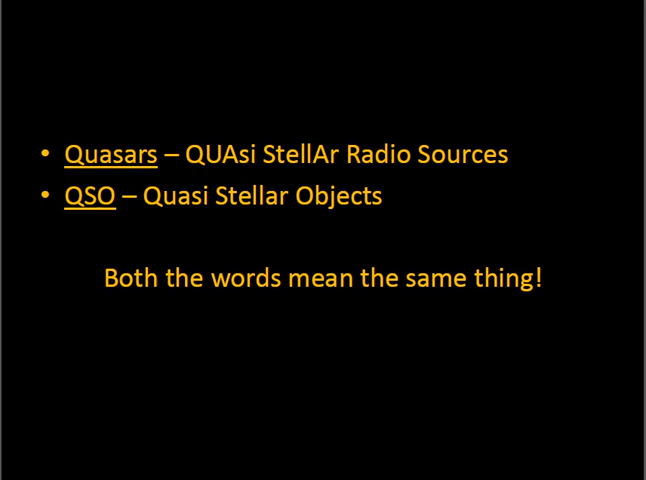 • Quasars – QUAsi StellAr Radio Sources
• QSO – Quasi Stellar Objects
Both the words mean the same thing!